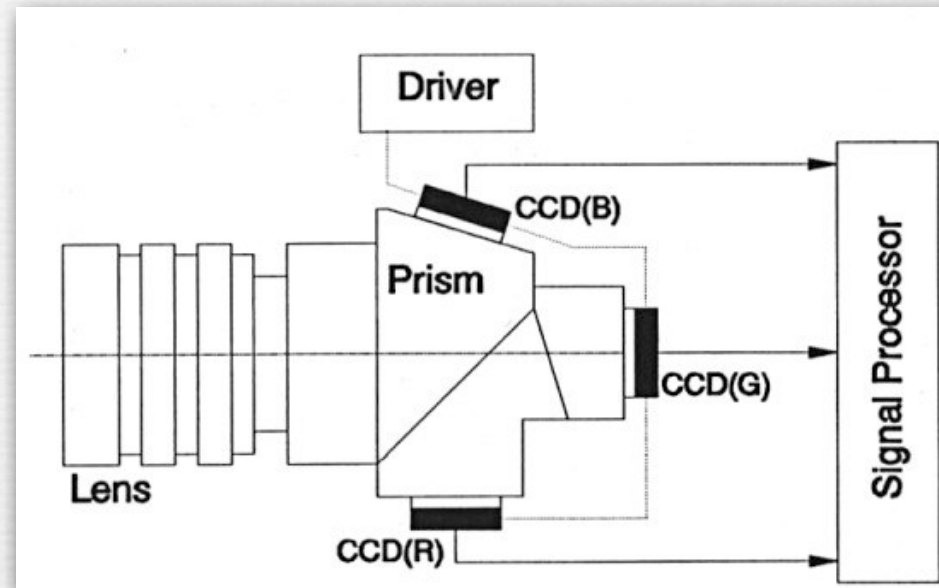 Driver
CCD(B)
Prism
CCD(G)
Signal Processor
Lens
CCD(R)